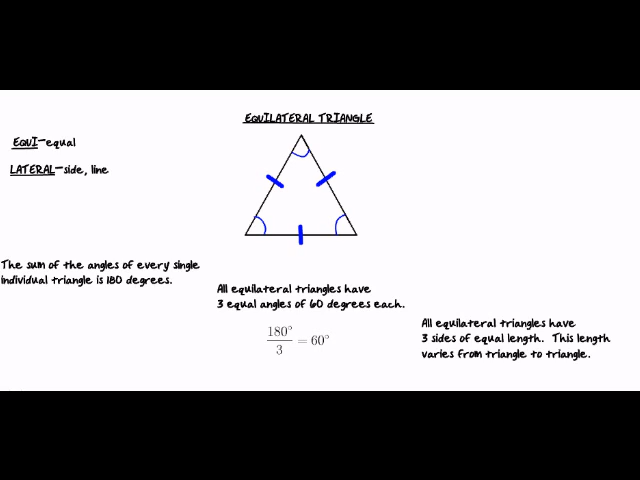 EQUILATERAL TRIANGLE
EQUI-equal
LATERAL-side, line
The sum of the angles of every single
individual triangle is 180 degrees.
All equilateral triangles have
3 equal angles of 60 degrees each.
180°/3 = 60°
All equilateral triangles have
3 sides of equal length. This length
varies from triangle to triangle.